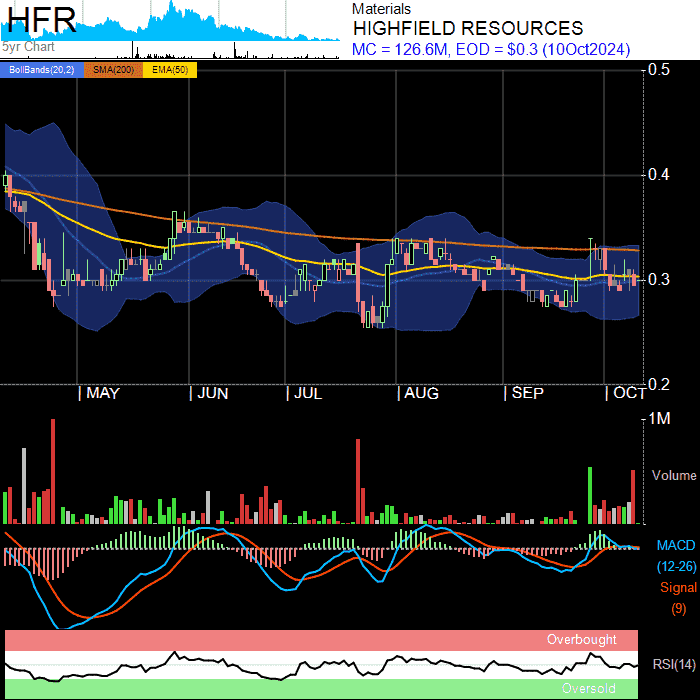 HFR
5yr Chart
Materials
HIGHFIELD RESOURCES
MC = 126.6M, EOD = $0.3 (10Oct2024)
BollBands(20,2) SMA(200) EMA(50)
0.5
0.4
0.3
0.2
| MAY | JUN | JUL | AUG | SEP | OCT
1M
Volume
MACD
(12-26)
Signal
(9)
Overbought
RSI(14)
Oversold